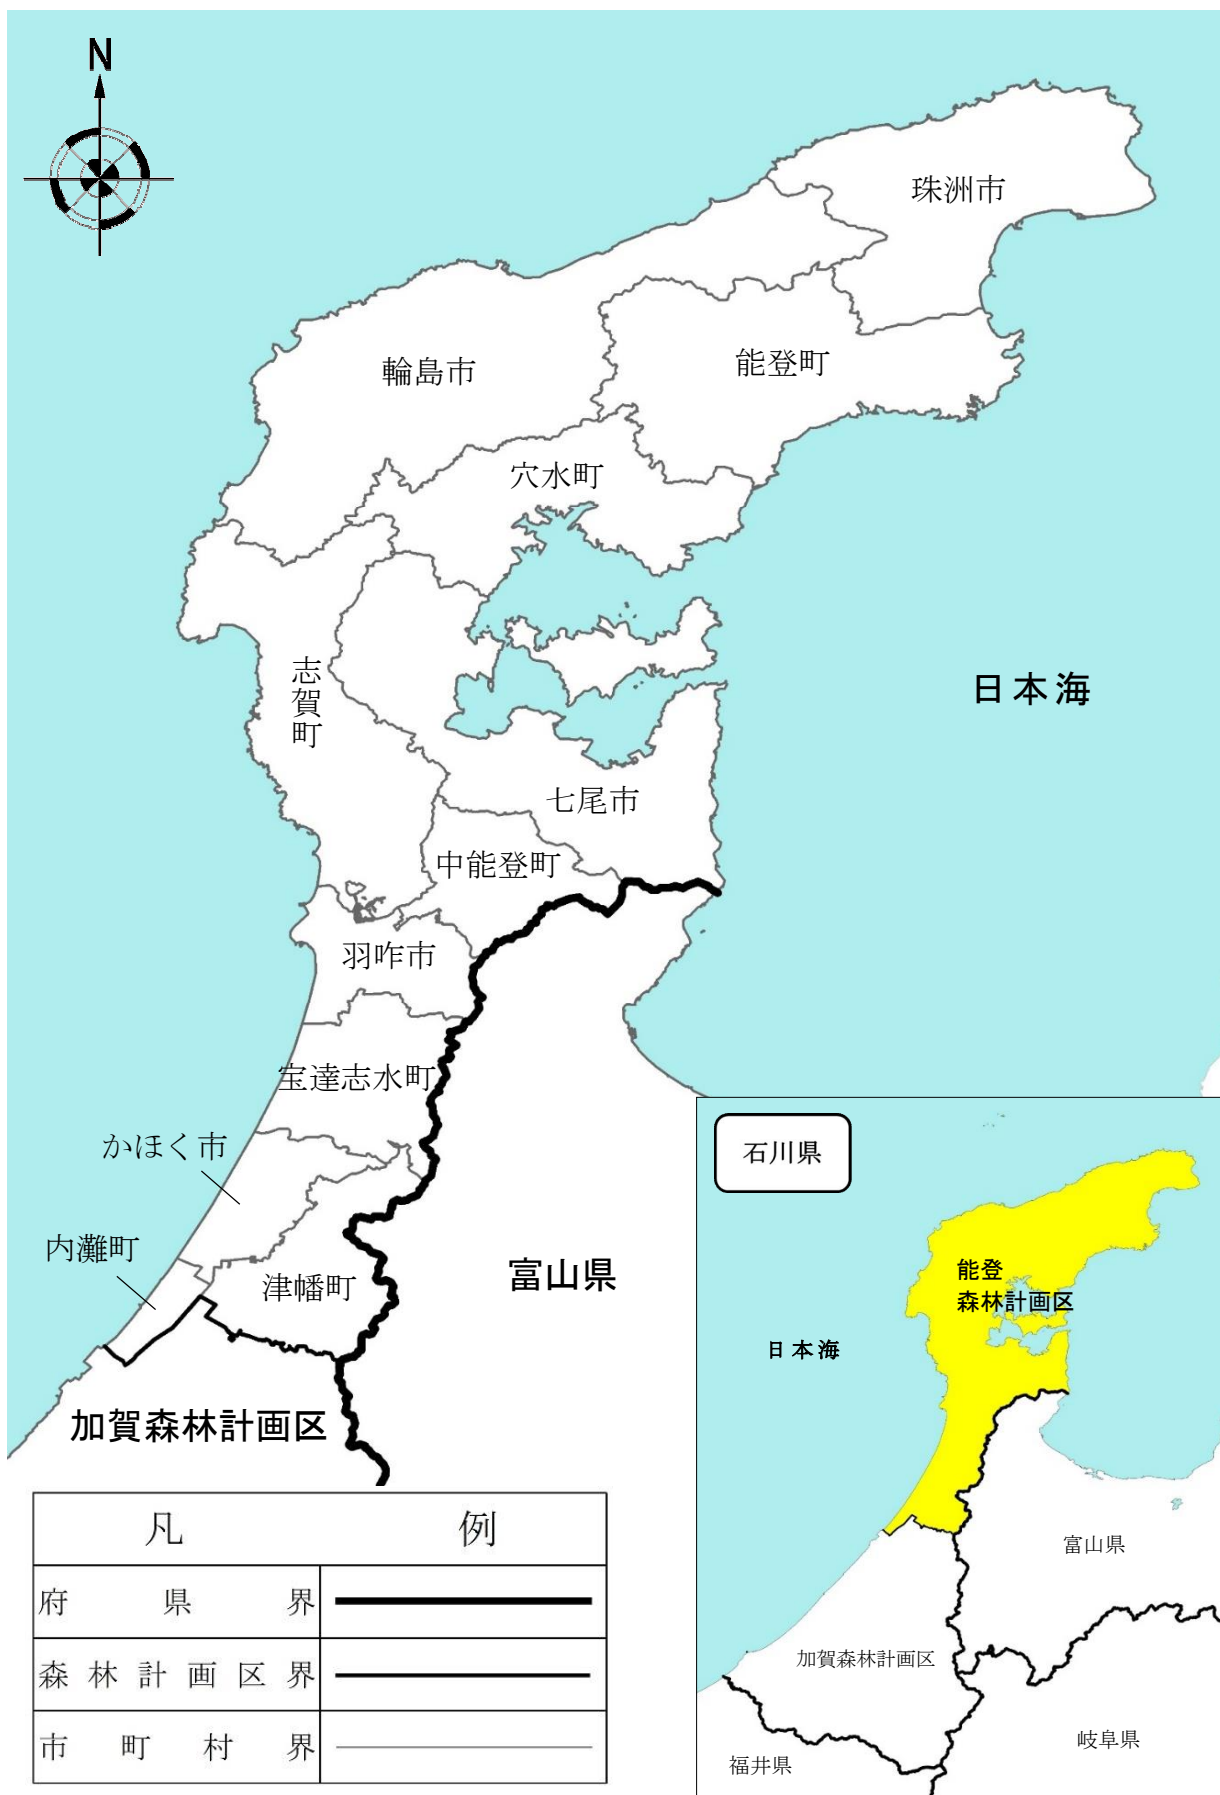 N
珠洲市
輪島市
能登町
穴水町
志賀町
日本海
七尾市
中能登町
羽咋市
宝達志水町
かほく市
内灘町
津幡町
富山県
加賀森林計画区
凡例
府県界
森林計画区界
市町村界
石川県
能登
森林計画区
日本海
富山県
加賀森林計画区
岐阜県
福井県